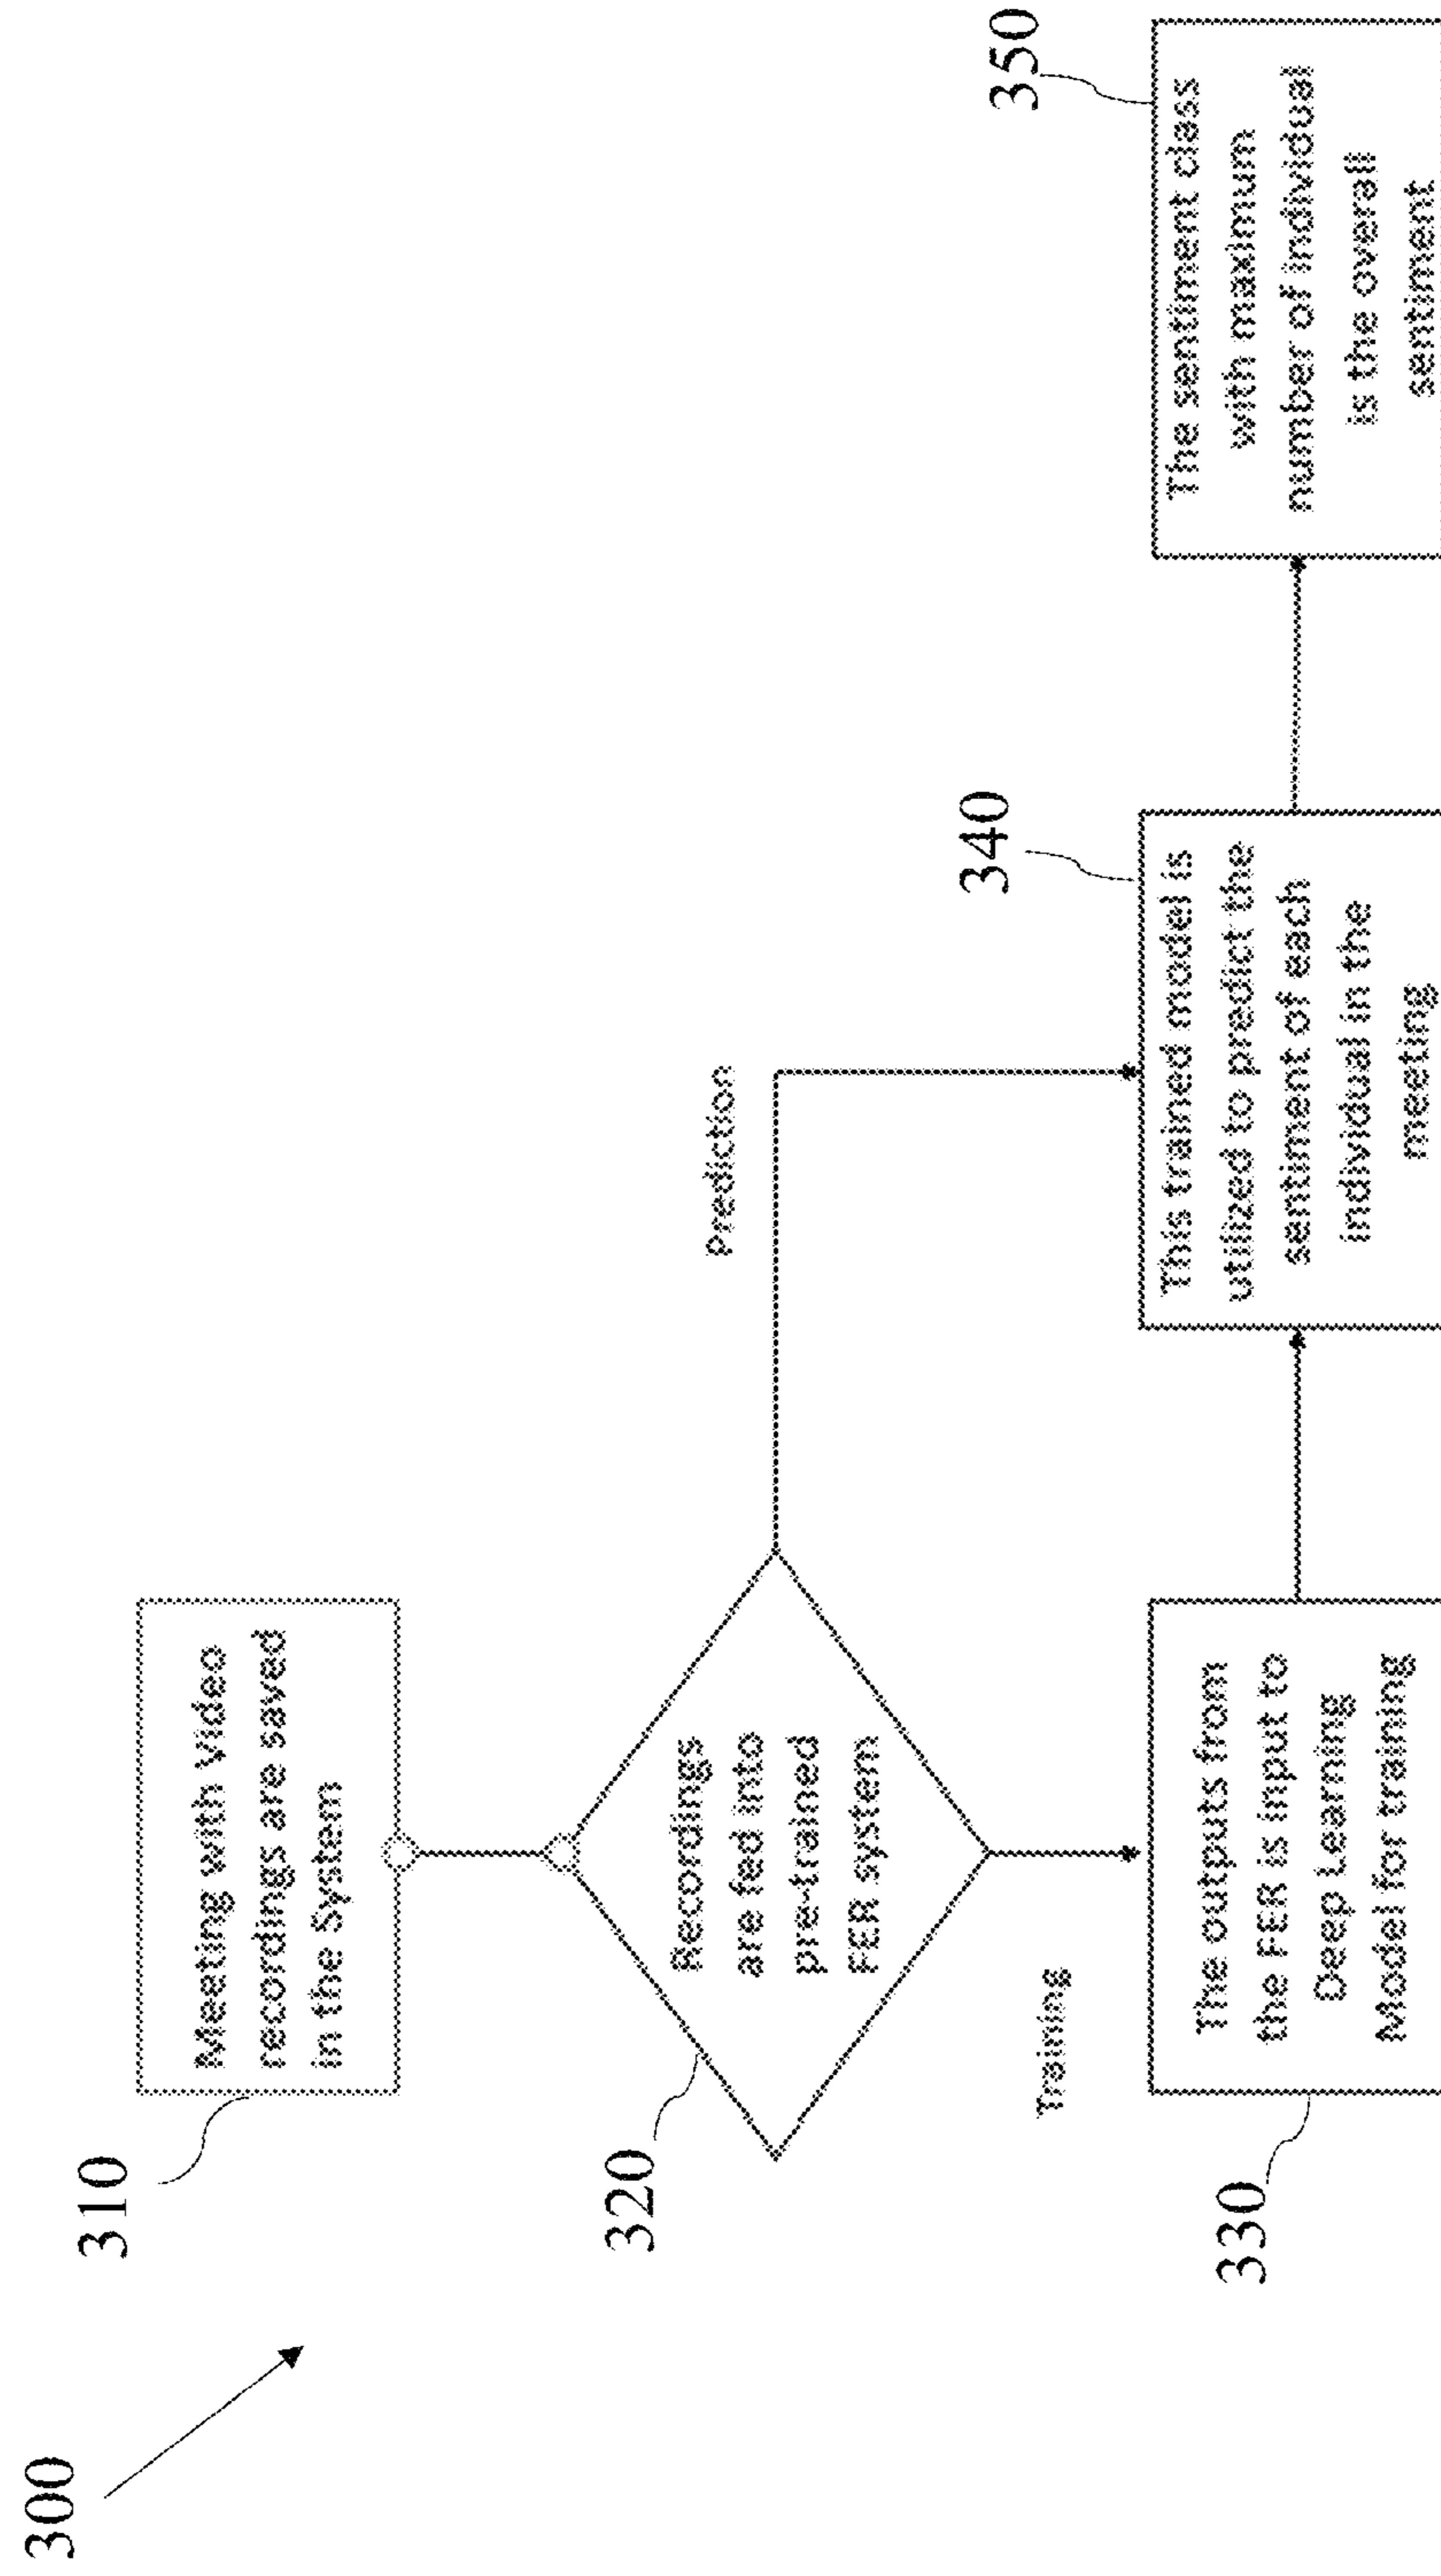 300
310
Meeting with Video
recordings are saved
in the System
320
Recordings
are fed into
pre-trained
FER system
Prediction
Training
330
The outputs from
the FER is input to
Deep Learning
Model for training
340
This trained model is
utilized to predict the
sentiment of each
individual in the
meeting
350
The sentiment class
with maximum
number of individual
is the overall
sentiment